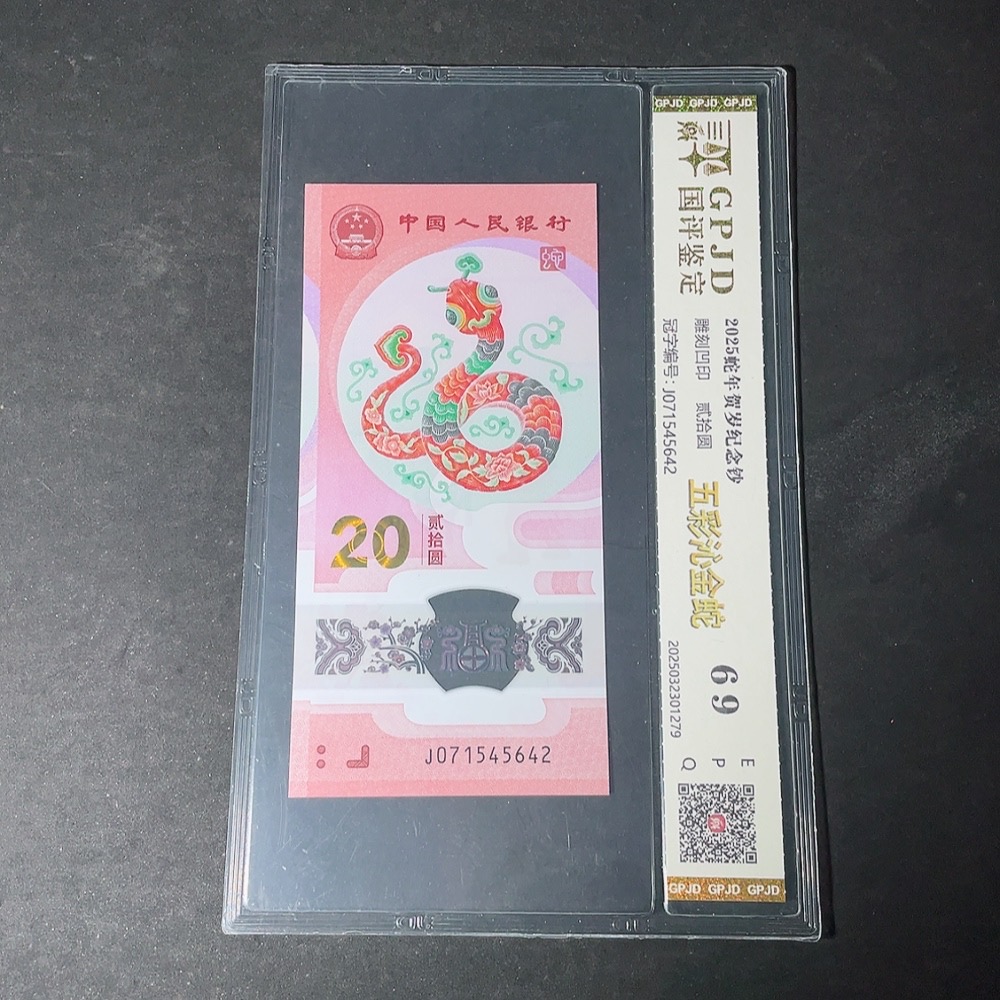 中国人民银行
20
贰拾圆
J071545642
GPJD GPJD GPJD
GPJD
国评鉴定
2025蛇年贺岁纪念钞
雕刻凹印 贰拾圆
冠字编号:J071545642
五彩沁金蛇
69
2025032301279
E
P
Q
GPJD GPJD GPJD